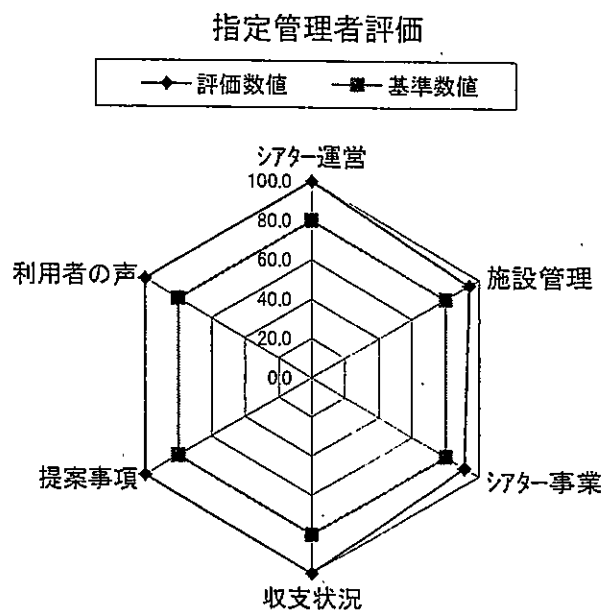 指定管理者評価
評価数値 基準数値
シアター運営
100.0
80.0
60.0
40.0
20.0
0.0
利用者の声
施設管理
提案事項
シアター事業
収支状況